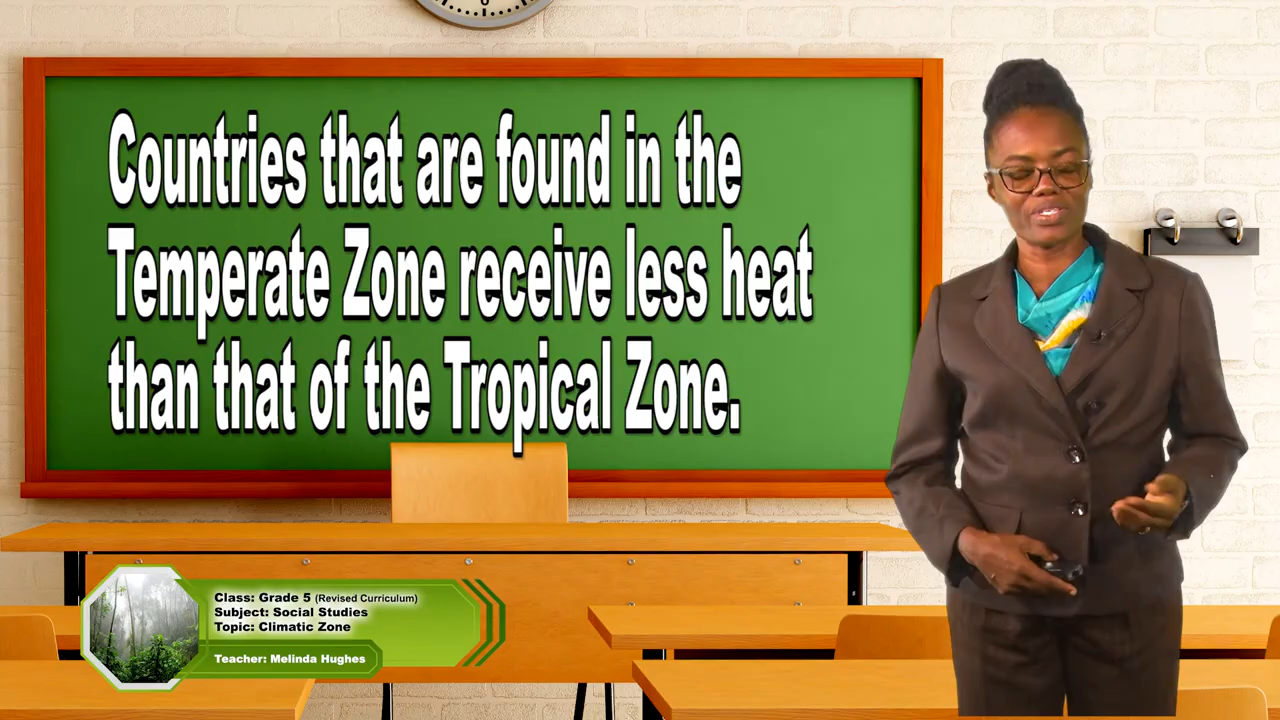 Countries that are found in the
Temperate Zone receive less heat
than that of the Tropical Zone.
Class: Grade 5 (Revised Curriculum)
Subject: Social Studies
Topic: Climatic Zone
Teacher: Melinda Hughes